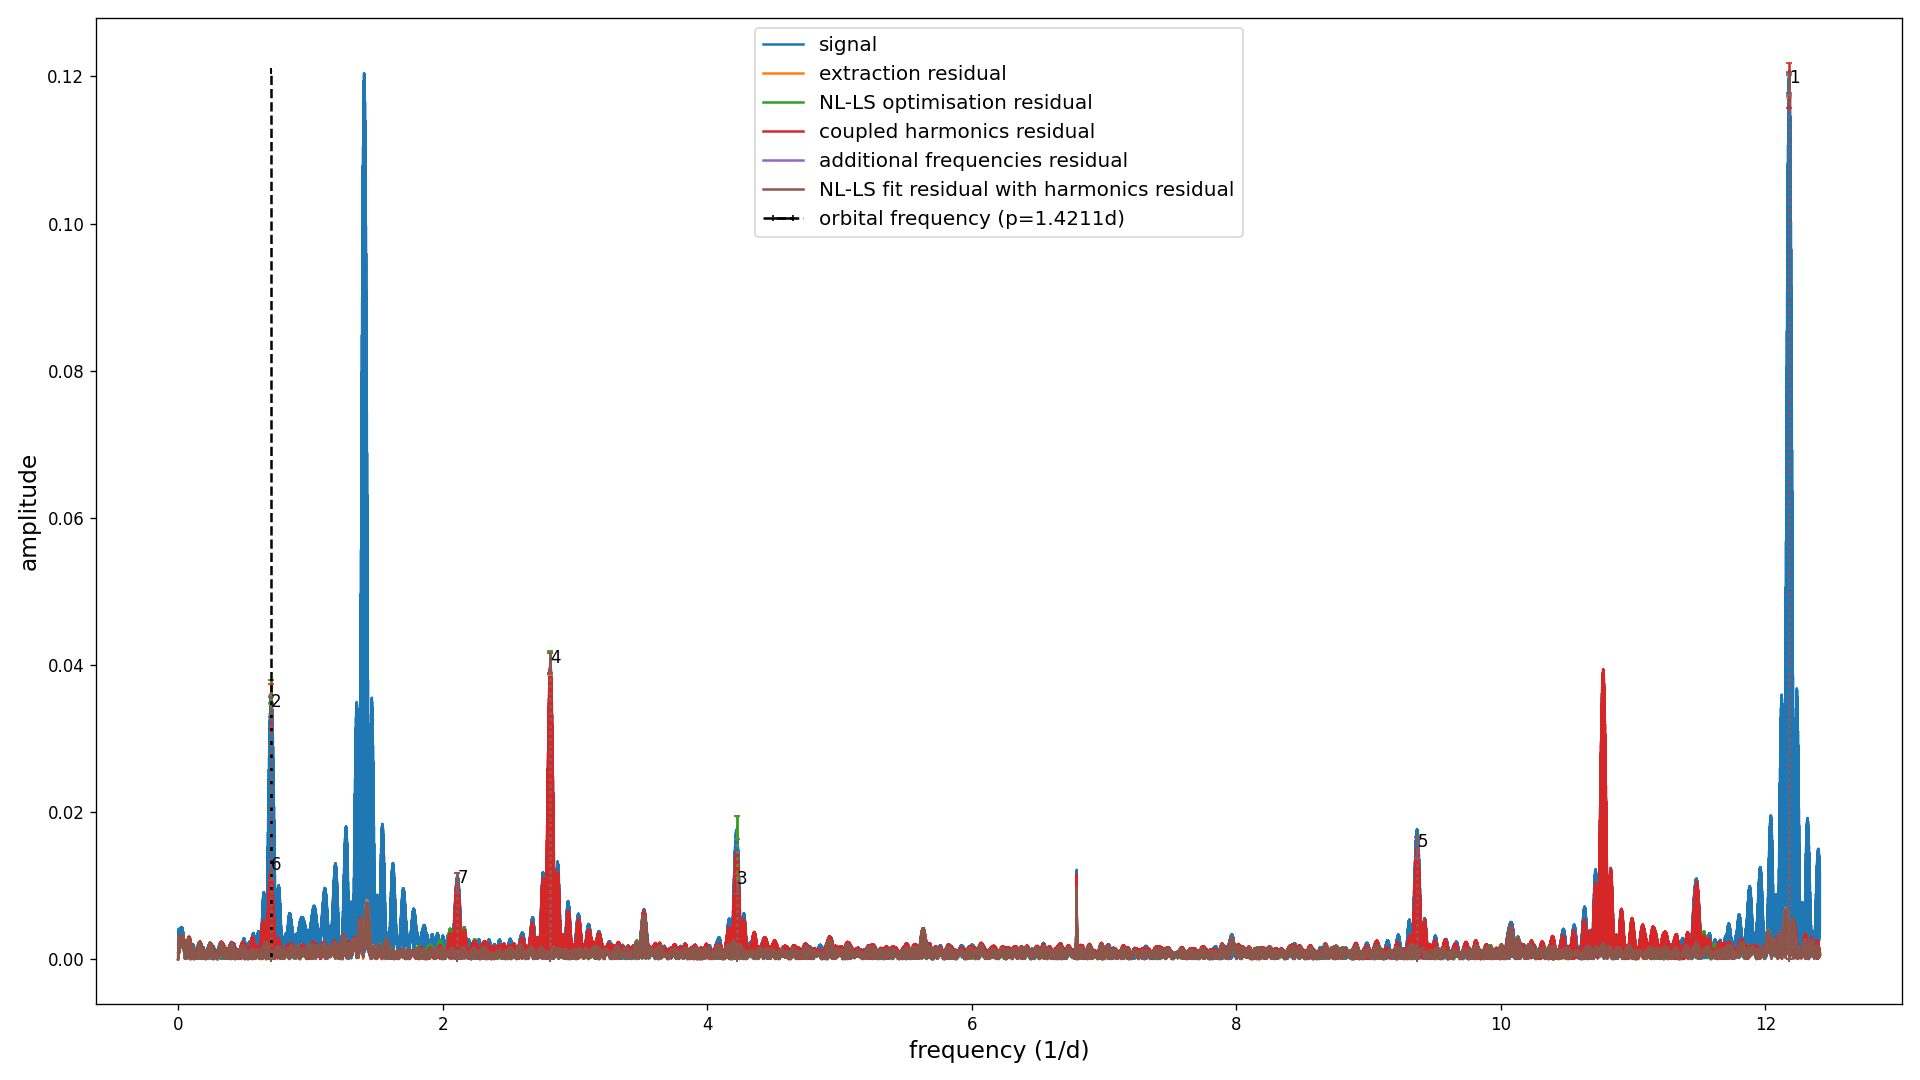 signal
extraction residual
NL-LS optimisation residual
coupled harmonics residual
additional frequencies residual
NL-LS fit residual with harmonics residual
orbital frequency (p=1.4211d)
0.12
0.10
0.08
0.06
0.04
0.02
0.00
amplitude
1
4
2
6
7
3
5
0
2
4
6
8
10
12
frequency (1/d)